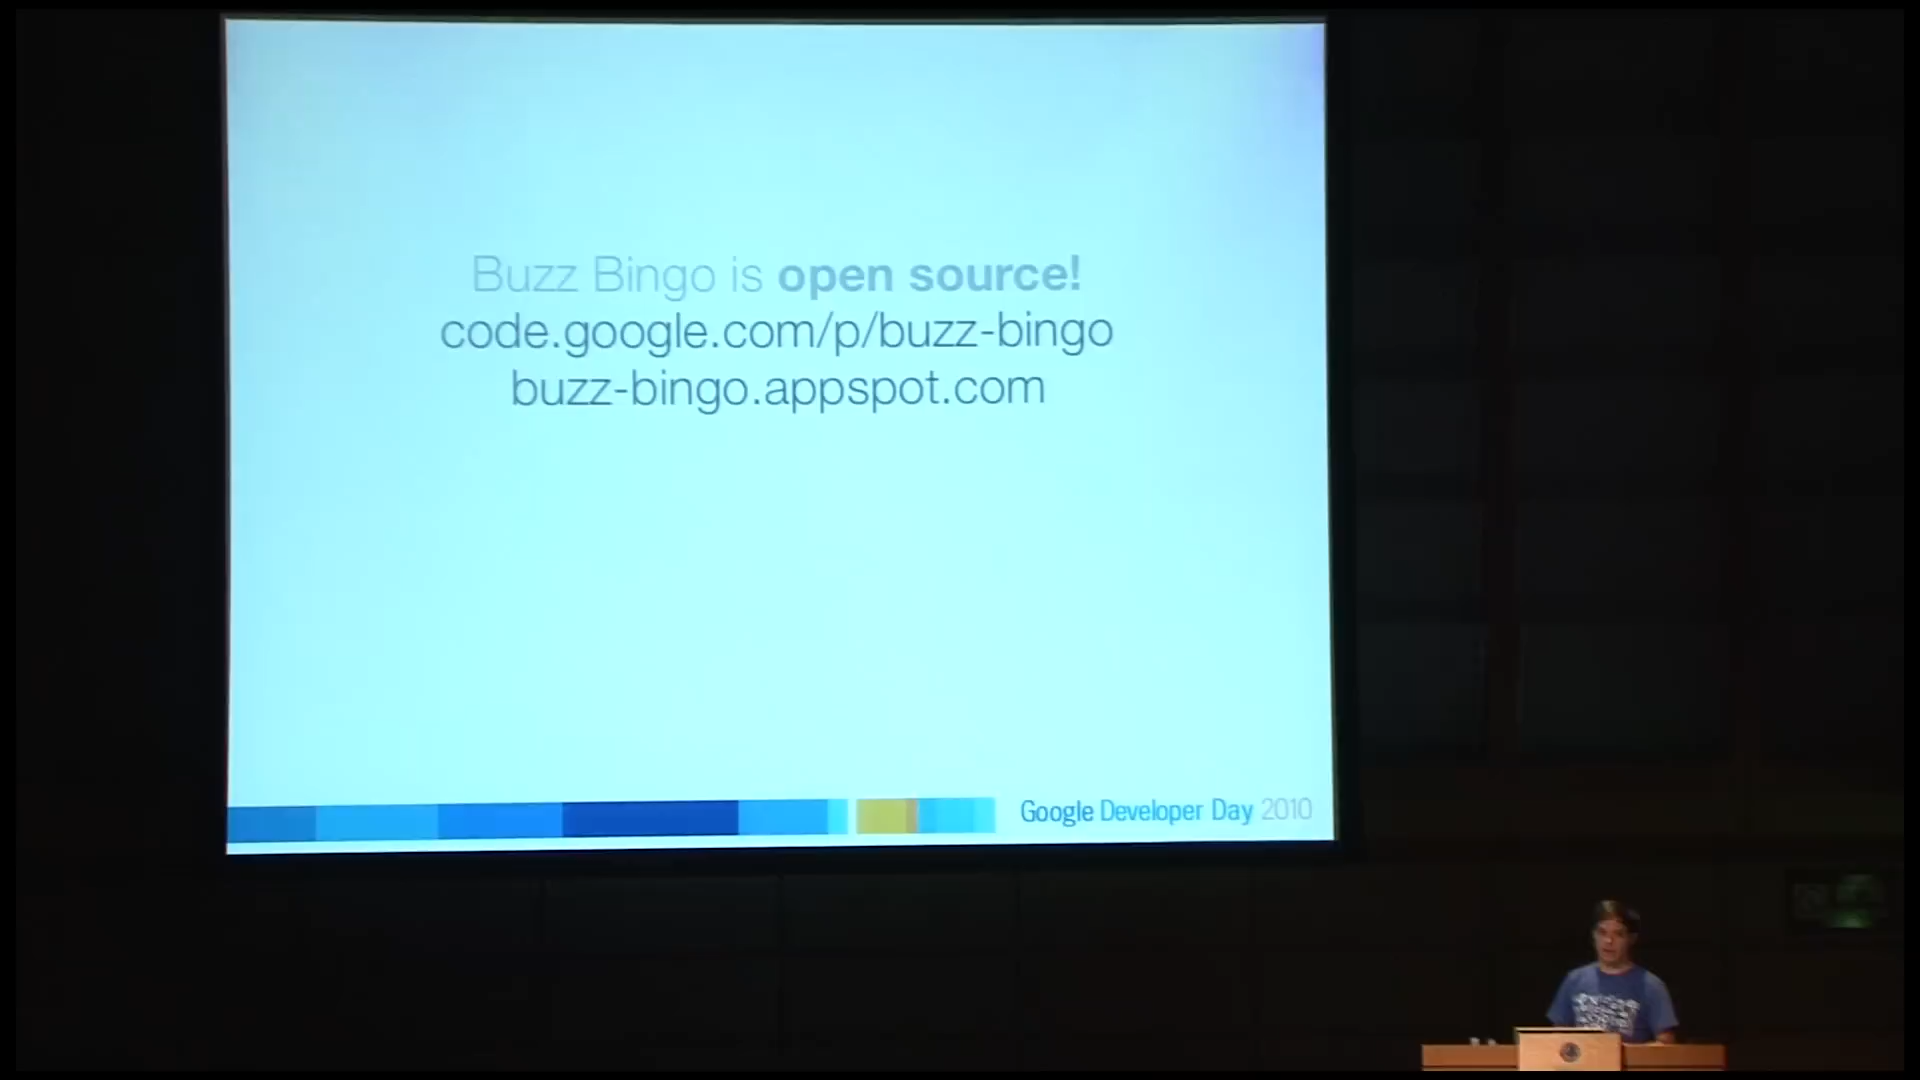 Buzz Bingo is open source!
code.google.com/p/buzz-bingo
buzz-bingo.appspot.com
Google Developer Day 2010